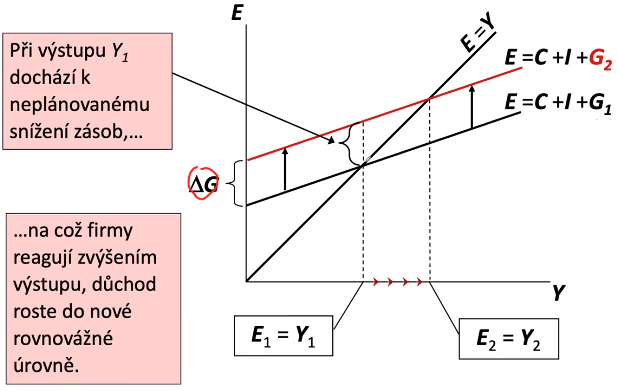 E
E =Y
E =C +I +G2
E =C +I +G1
Při výstupu Y1
dochází k
neplánovanému
snížení zásob,…
ΔG
…na což firmy
reagují zvýšením
výstupu, důchod
roste do nové
rovnovážné
úrovně.
Y
E1 = Y1
E2 = Y2